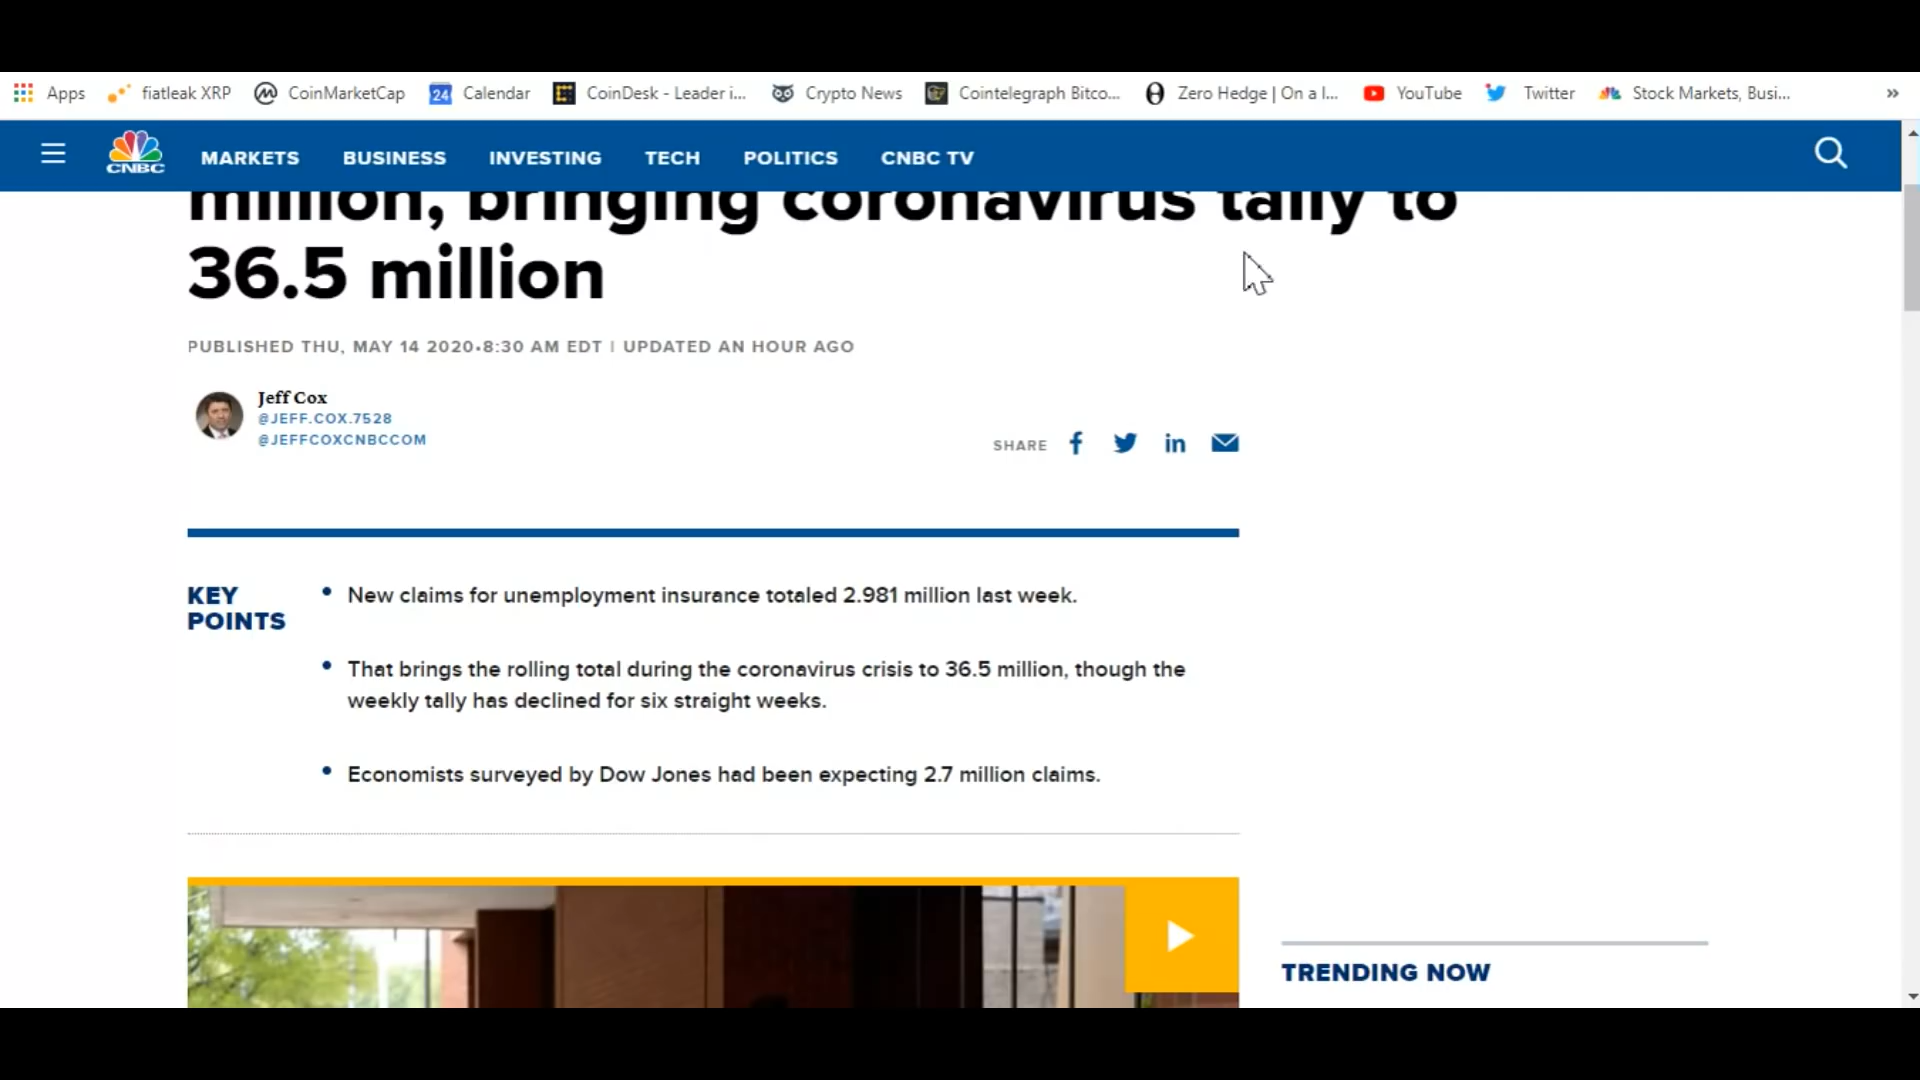 Apps fiatleak XRP CoinMarketCap 24 Calendar CoinDesk - Leader i... Crypto News Cointelegraph Bitco... Zero Hedge | On a l... YouTube Twitter Stock Markets, Busi... »
CNBC MARKETS BUSINESS INVESTING TECH POLITICS CNBC TV
million, bringing coronavirus tally to
36.5 million
PUBLISHED THU, MAY 14 2020•8:30 AM EDT | UPDATED AN HOUR AGO
Jeff Cox
@JEFF.COX.7528
@JEFFCOXCNBCCOM
SHARE
KEY
POINTS
• New claims for unemployment insurance totaled 2.981 million last week.
• That brings the rolling total during the coronavirus crisis to 36.5 million, though the
weekly tally has declined for six straight weeks.
• Economists surveyed by Dow Jones had been expecting 2.7 million claims.
TRENDING NOW